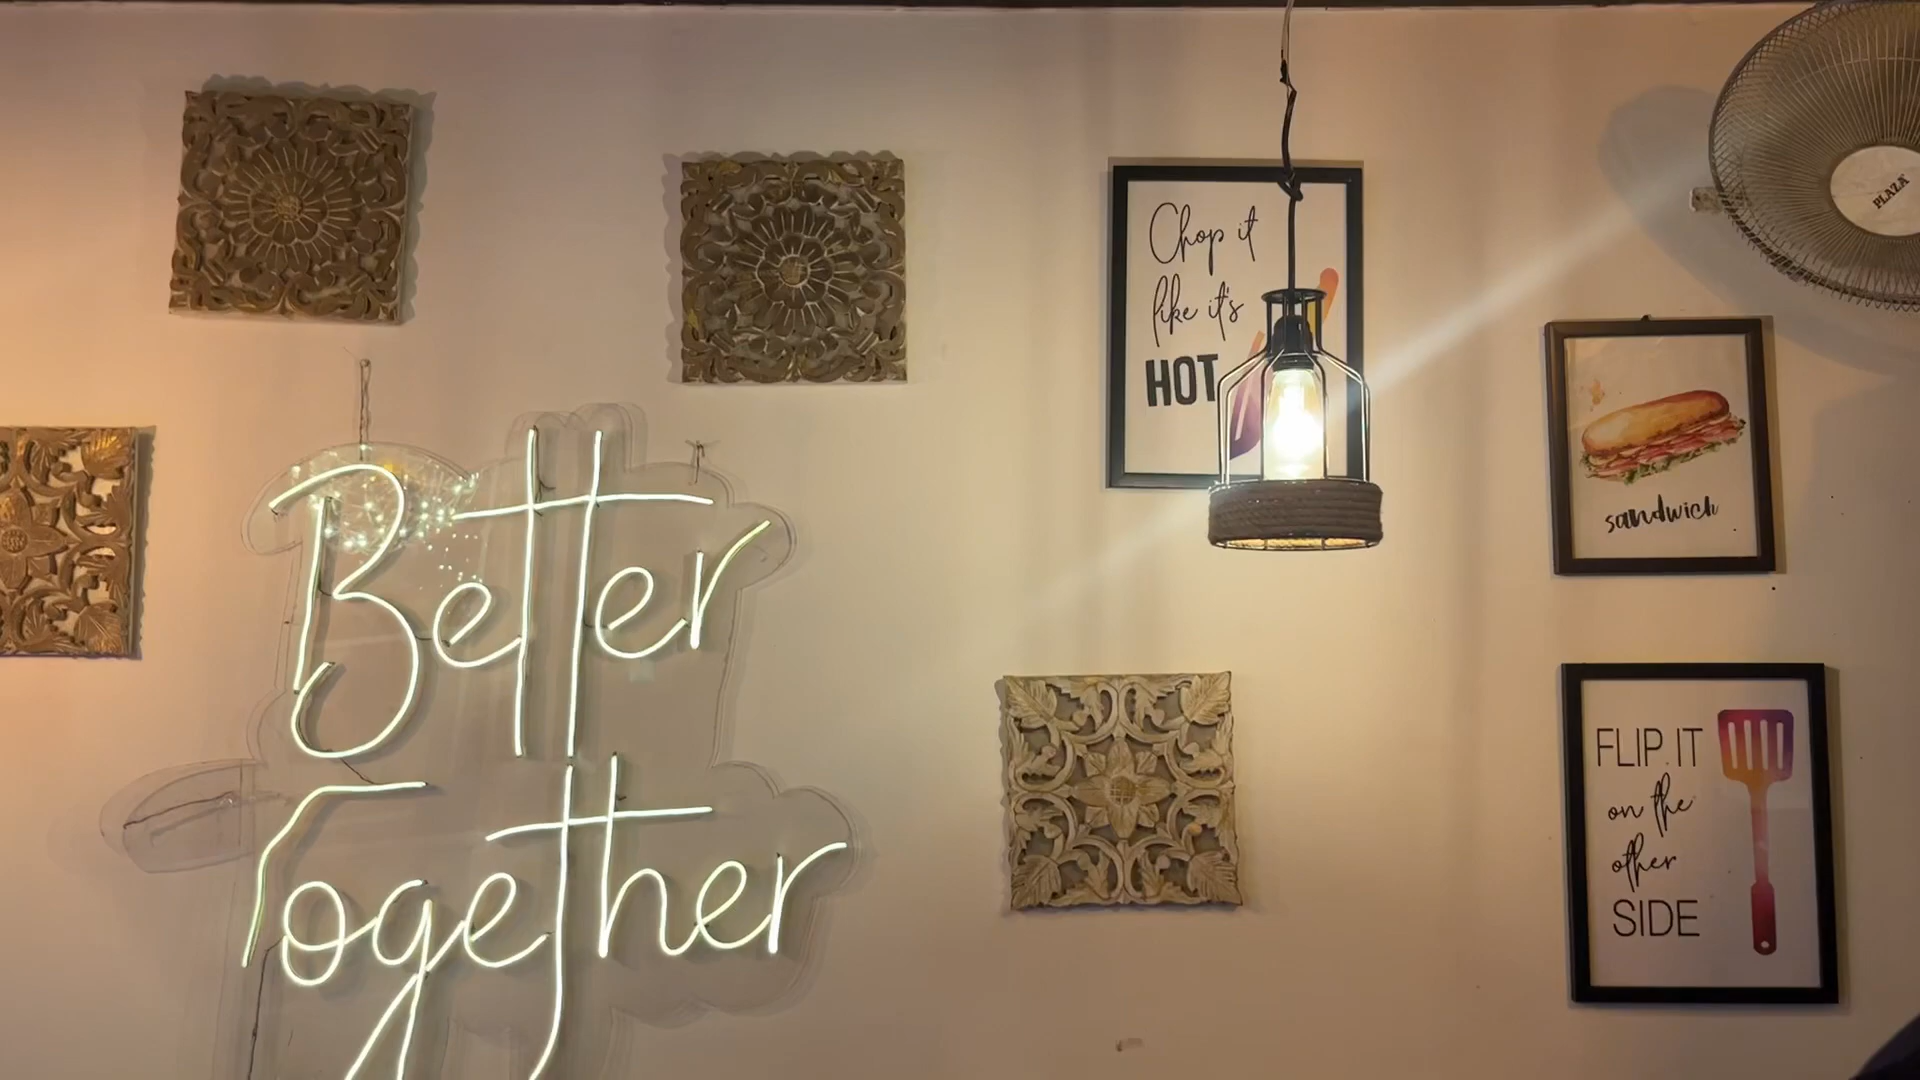 Better
Together
Chop it
like it's
HOT
PLAZA
sandwich
FLIP IT
on the
other
SIDE